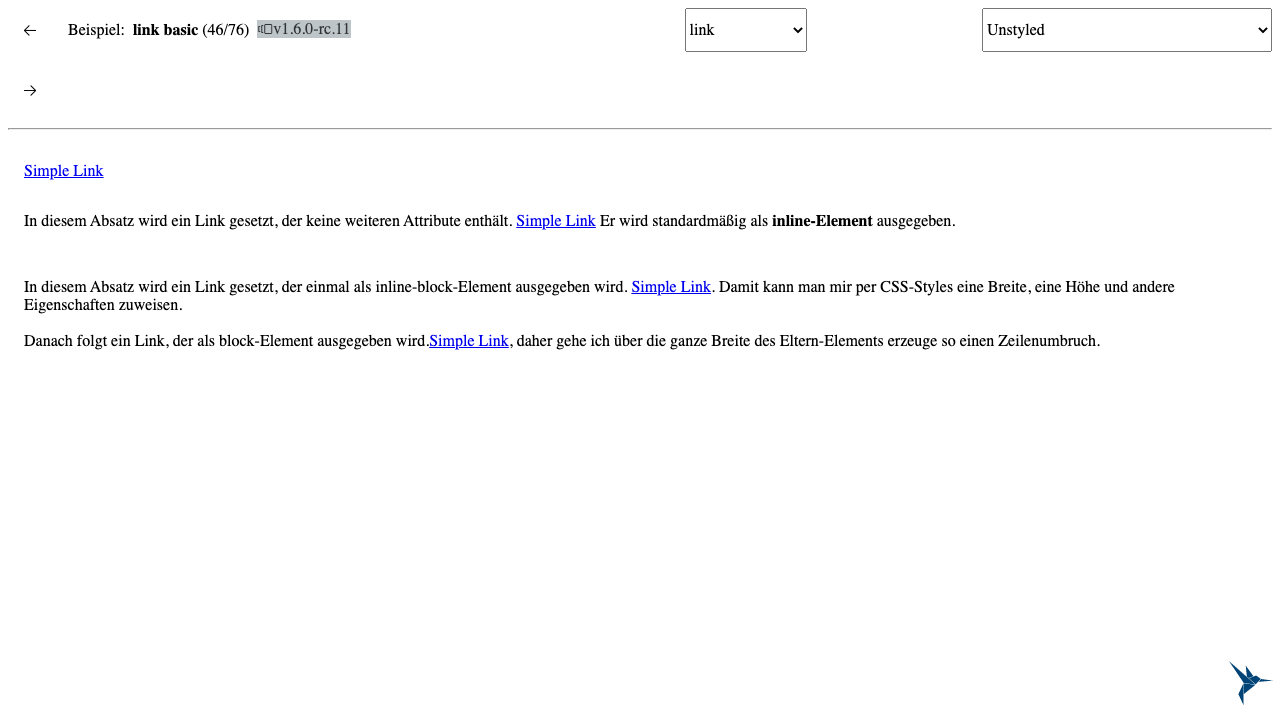 Beispiel: link basic (46/76) v1.6.0-rc.11 link Unstyled
Simple Link
In diesem Absatz wird ein Link gesetzt, der keine weiteren Attribute enthält. Simple Link Er wird standardmäßig als inline-Element ausgegeben.
In diesem Absatz wird ein Link gesetzt, der einmal als inline-block-Element ausgegeben wird. Simple Link. Damit kann man mir per CSS-Styles eine Breite, eine Höhe und andere
Eigenschaften zuweisen.
Danach folgt ein Link, der als block-Element ausgegeben wird.Simple Link, daher gehe ich über die ganze Breite des Eltern-Elements erzeuge so einen Zeilenumbruch.